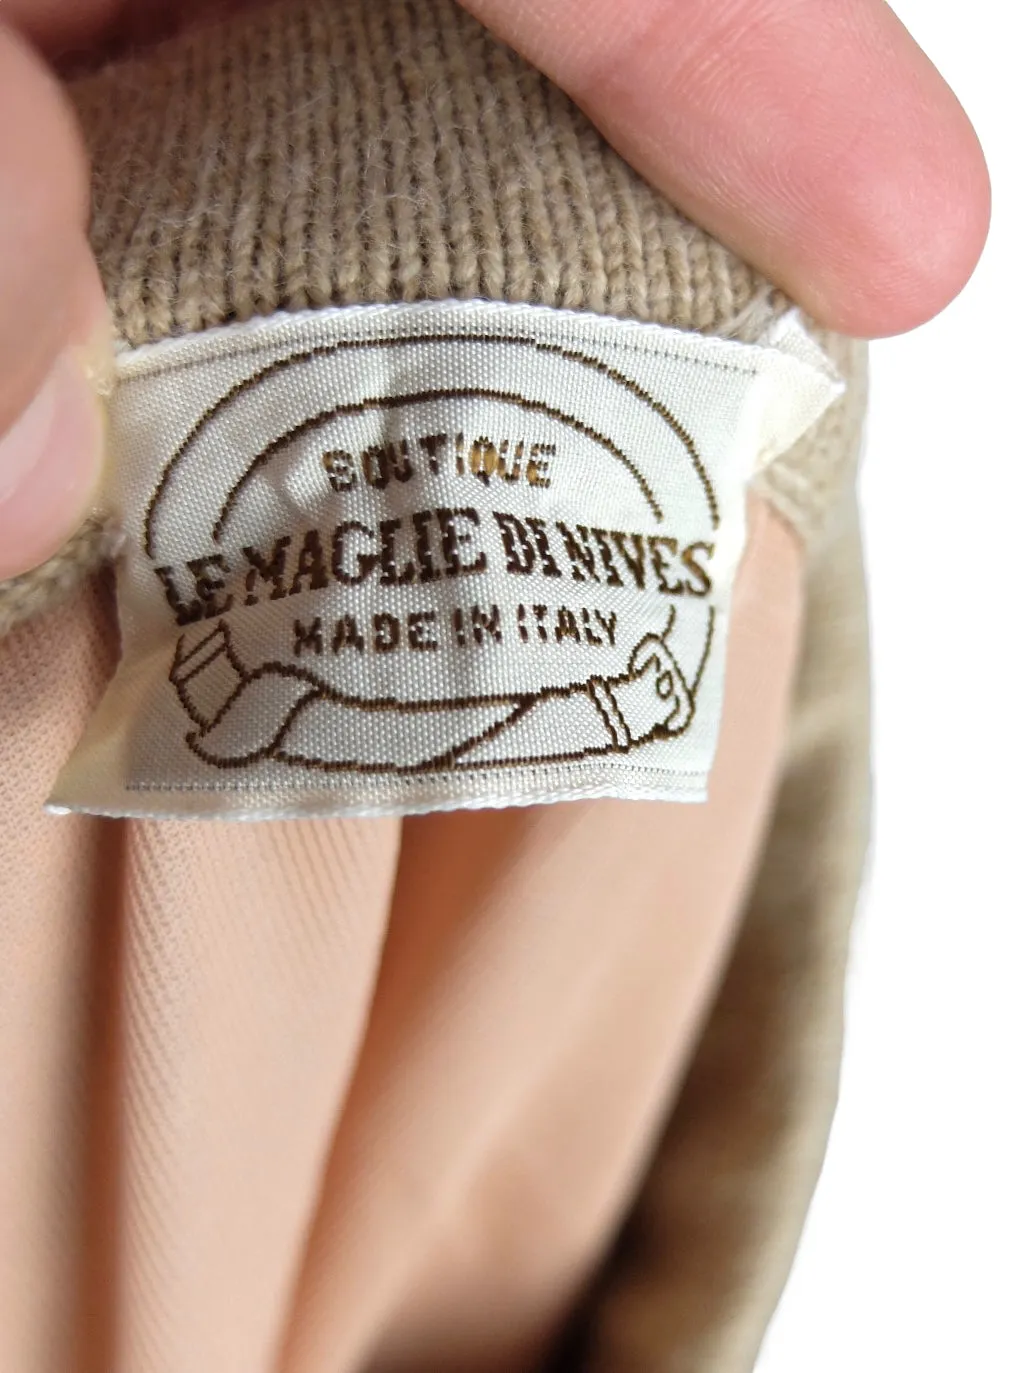 BOUTIQUE
LE MAGLIE DI NIVES
MADE IN ITALY